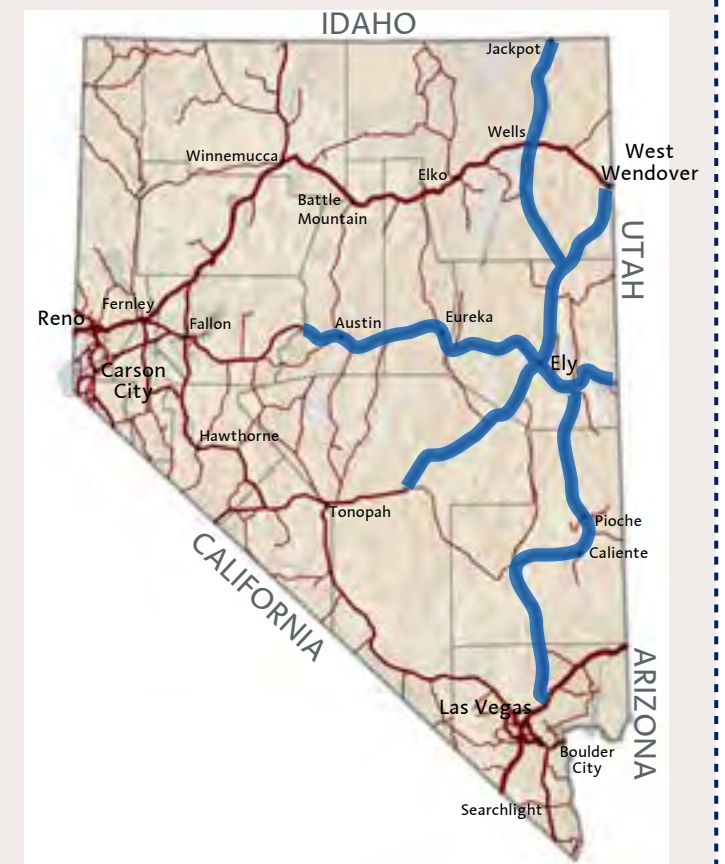 IDAHO
Jackpot
Wells
West
Wendover
Winnemucca
Elko
Battle
Mountain
UTAH
Fernley
Reno
Fallon
Austin
Eureka
Carson
City
Ely
Hawthorne
Tonopah
Pioche
Caliente
CALIFORNIA
ARIZONA
Las Vegas
Boulder
City
Searchlight